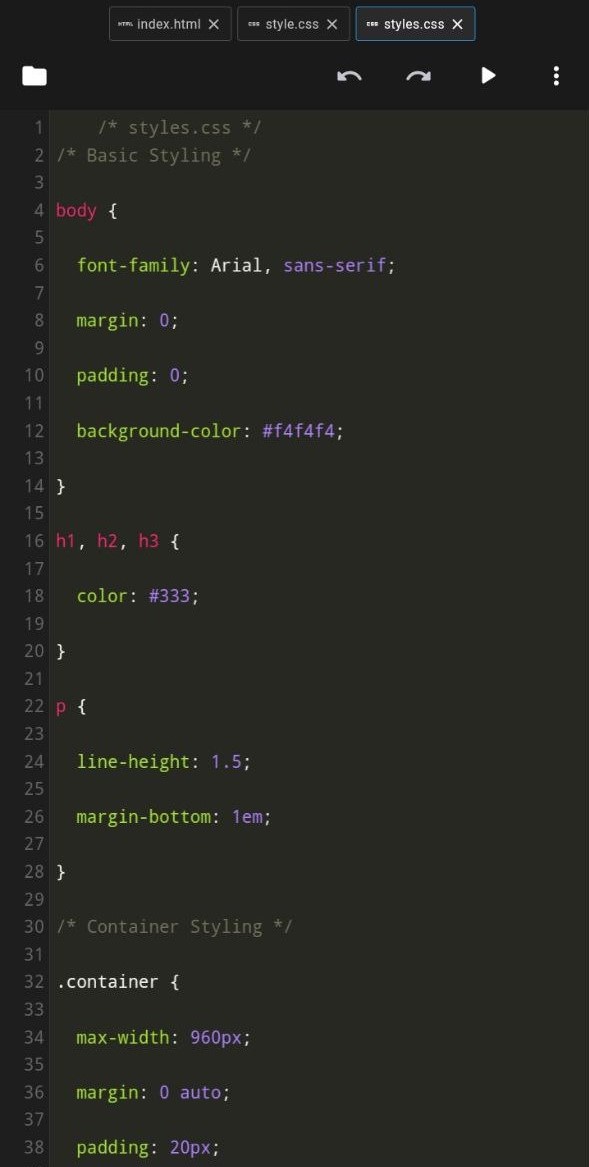 HTML index.html ×
CSS style.css ×
CSS styles.css ×
1 /* styles.css */
2 /* Basic Styling */
3
4 body {
5
6 font-family: Arial, sans-serif;
7
8 margin: 0;
9
10 padding: 0;
11
12 background-color: #f4f4f4;
13
14 }
15
16 h1, h2, h3 {
17
18 color: #333;
19
20 }
21
22 p {
23
24 line-height: 1.5;
25
26 margin-bottom: 1em;
27
28 }
29
30 /* Container Styling */
31
32 .container {
33
34 max-width: 960px;
35
36 margin: 0 auto;
37
38 padding: 20px;